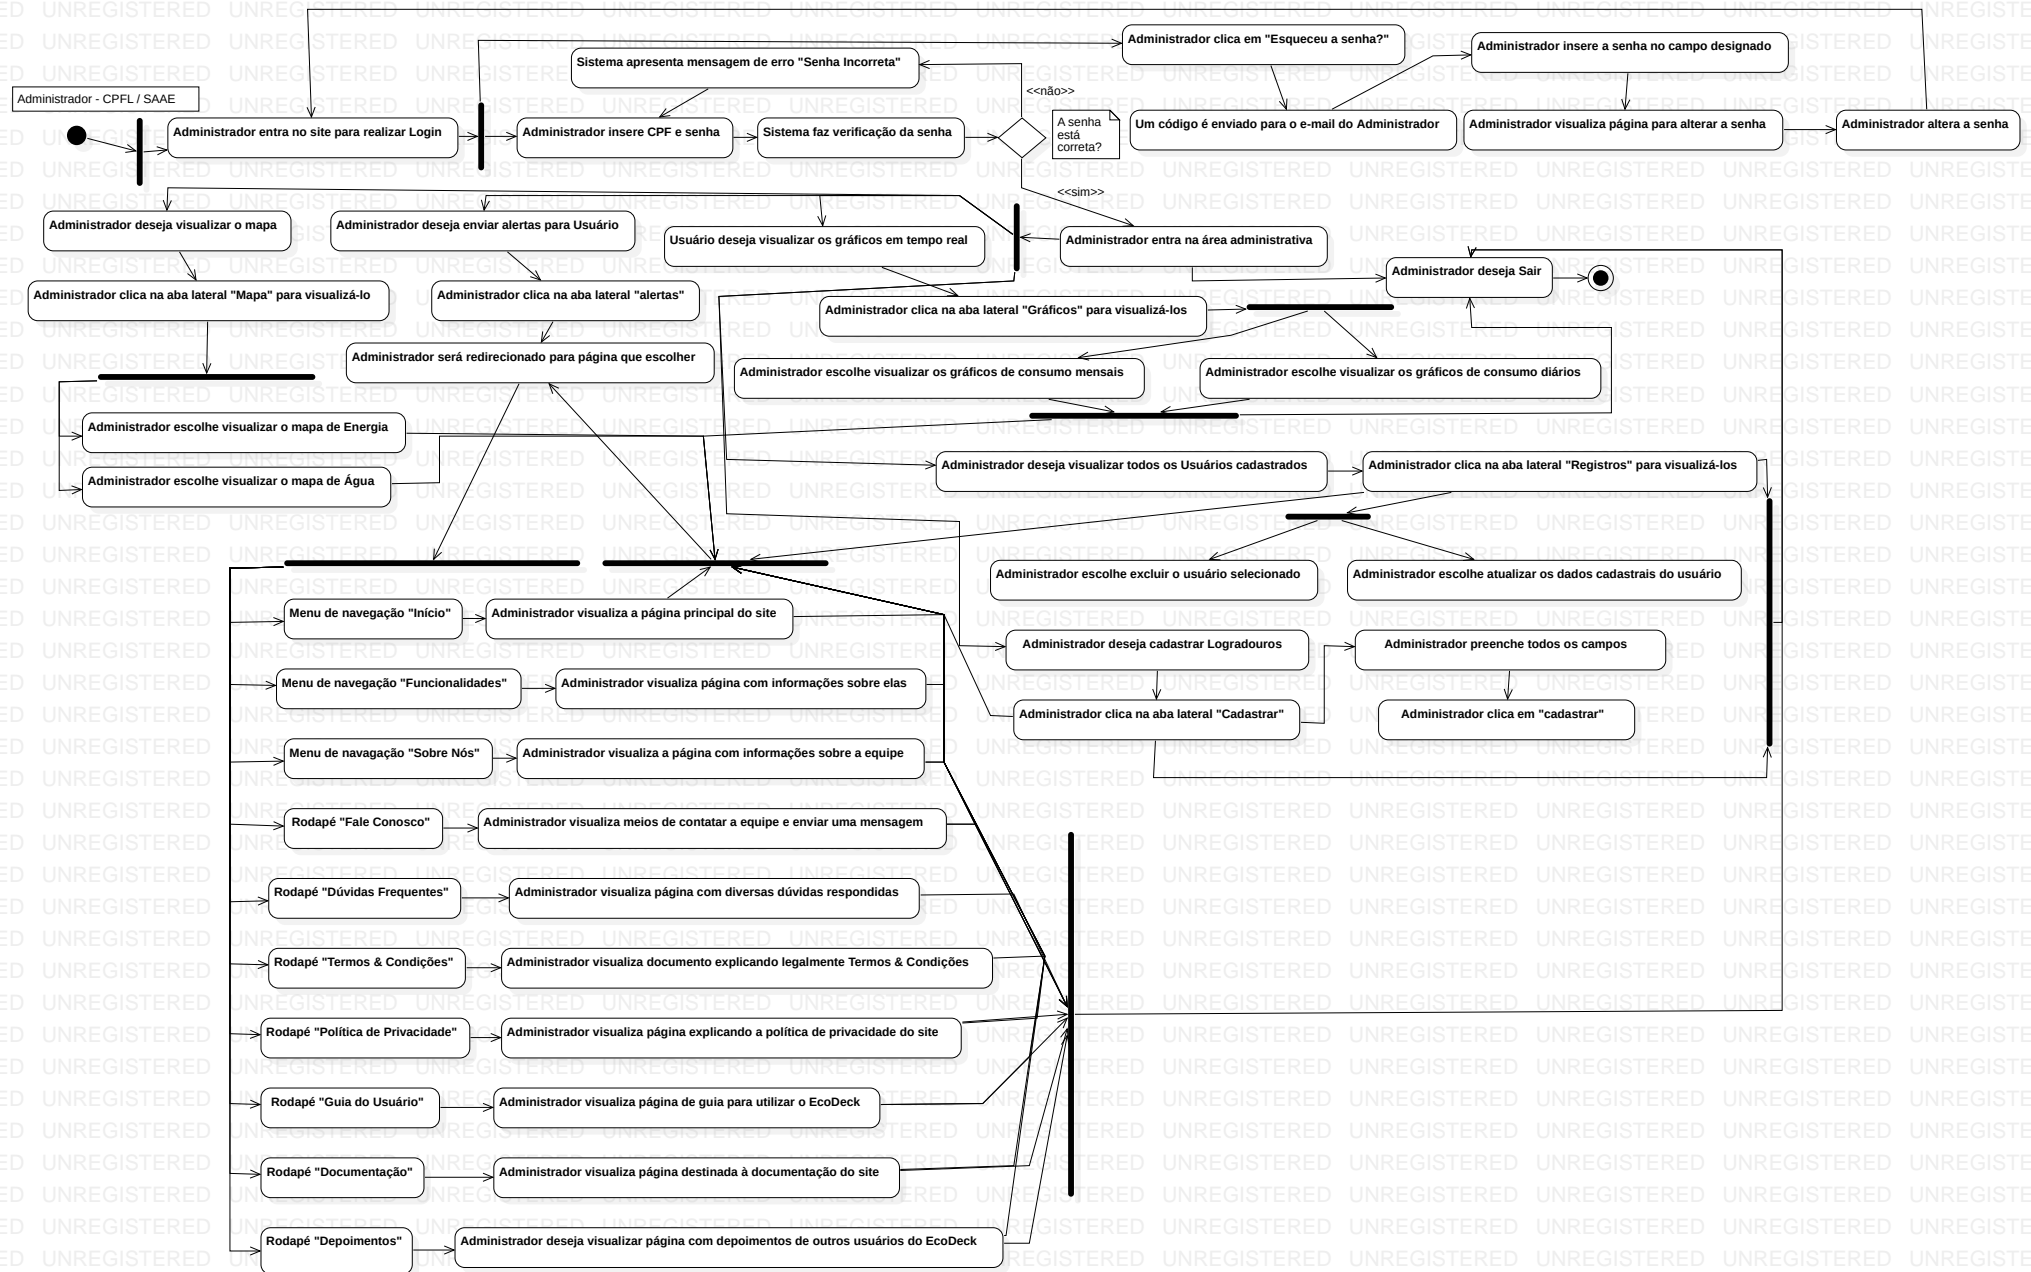 Administrador clica em "Esqueceu a senha?"
Administrador insere a senha no campo designado
Sistema apresenta mensagem de erro "Senha Incorreta"
<<não>>
Administrador - CPFL / SAAE
Administrador entra no site para realizar Login
Administrador insere CPF e senha
Sistema faz verificação da senha
A senha
está
correta?
Um código é enviado para o e-mail do Administrador
Administrador visualiza página para alterar a senha
Administrador altera a senha
<<sim>>
Administrador deseja visualizar o mapa
Administrador deseja enviar alertas para Usuário
Usuário deseja visualizar os gráficos em tempo real
Administrador entra na área administrativa
Administrador deseja Sair
Administrador clica na aba lateral "Mapa" para visualizá-lo
Administrador clica na aba lateral "alertas"
Administrador clica na aba lateral "Gráficos" para visualizá-los
Administrador será redirecionado para página que escolher
Administrador escolhe visualizar os gráficos de consumo mensais
Administrador escolhe visualizar os gráficos de consumo diários
Administrador escolhe visualizar o mapa de Energia
Administrador escolhe visualizar o mapa de Água
Administrador deseja visualizar todos os Usuários cadastrados
Administrador clica na aba lateral "Registros" para visualizá-los
Administrador escolhe excluir o usuário selecionado
Administrador escolhe atualizar os dados cadastrais do usuário
Menu de navegação "Início"
Administrador visualiza a página principal do site
Administrador deseja cadastrar Logradouros
Administrador preenche todos os campos
Menu de navegação "Funcionalidades"
Administrador visualiza página com informações sobre elas
Administrador clica na aba lateral "Cadastrar"
Administrador clica em "cadastrar"
Menu de navagação "Sobre Nós"
Administrador visualiza a página com informações sobre a equipe
Rodapé "Fale Conosco"
Administrador visualiza meios de contatar a equipe e enviar uma mensagem
Rodapé "Dúvidas Frequentes"
Administrador visualiza página com diversas dúvidas respondidas
Rodapé "Termos & Condições"
Administrador visualiza documento explicando legalmente Termos & Condições
Rodapé "Política de Privacidade"
Administrador visualiza página explicando a política de privacidade do site
Rodapé "Guia do Usuário"
Administrador visualiza página de guia para utilizar o EcoDeck
Rodapé "Documentação"
Administrador visualiza página destinada à documentação do site
Rodapé "Depoimentos"
Administrador deseja visualizar página com depoimentos de outros usuários do EcoDeck
UNREGISTERED